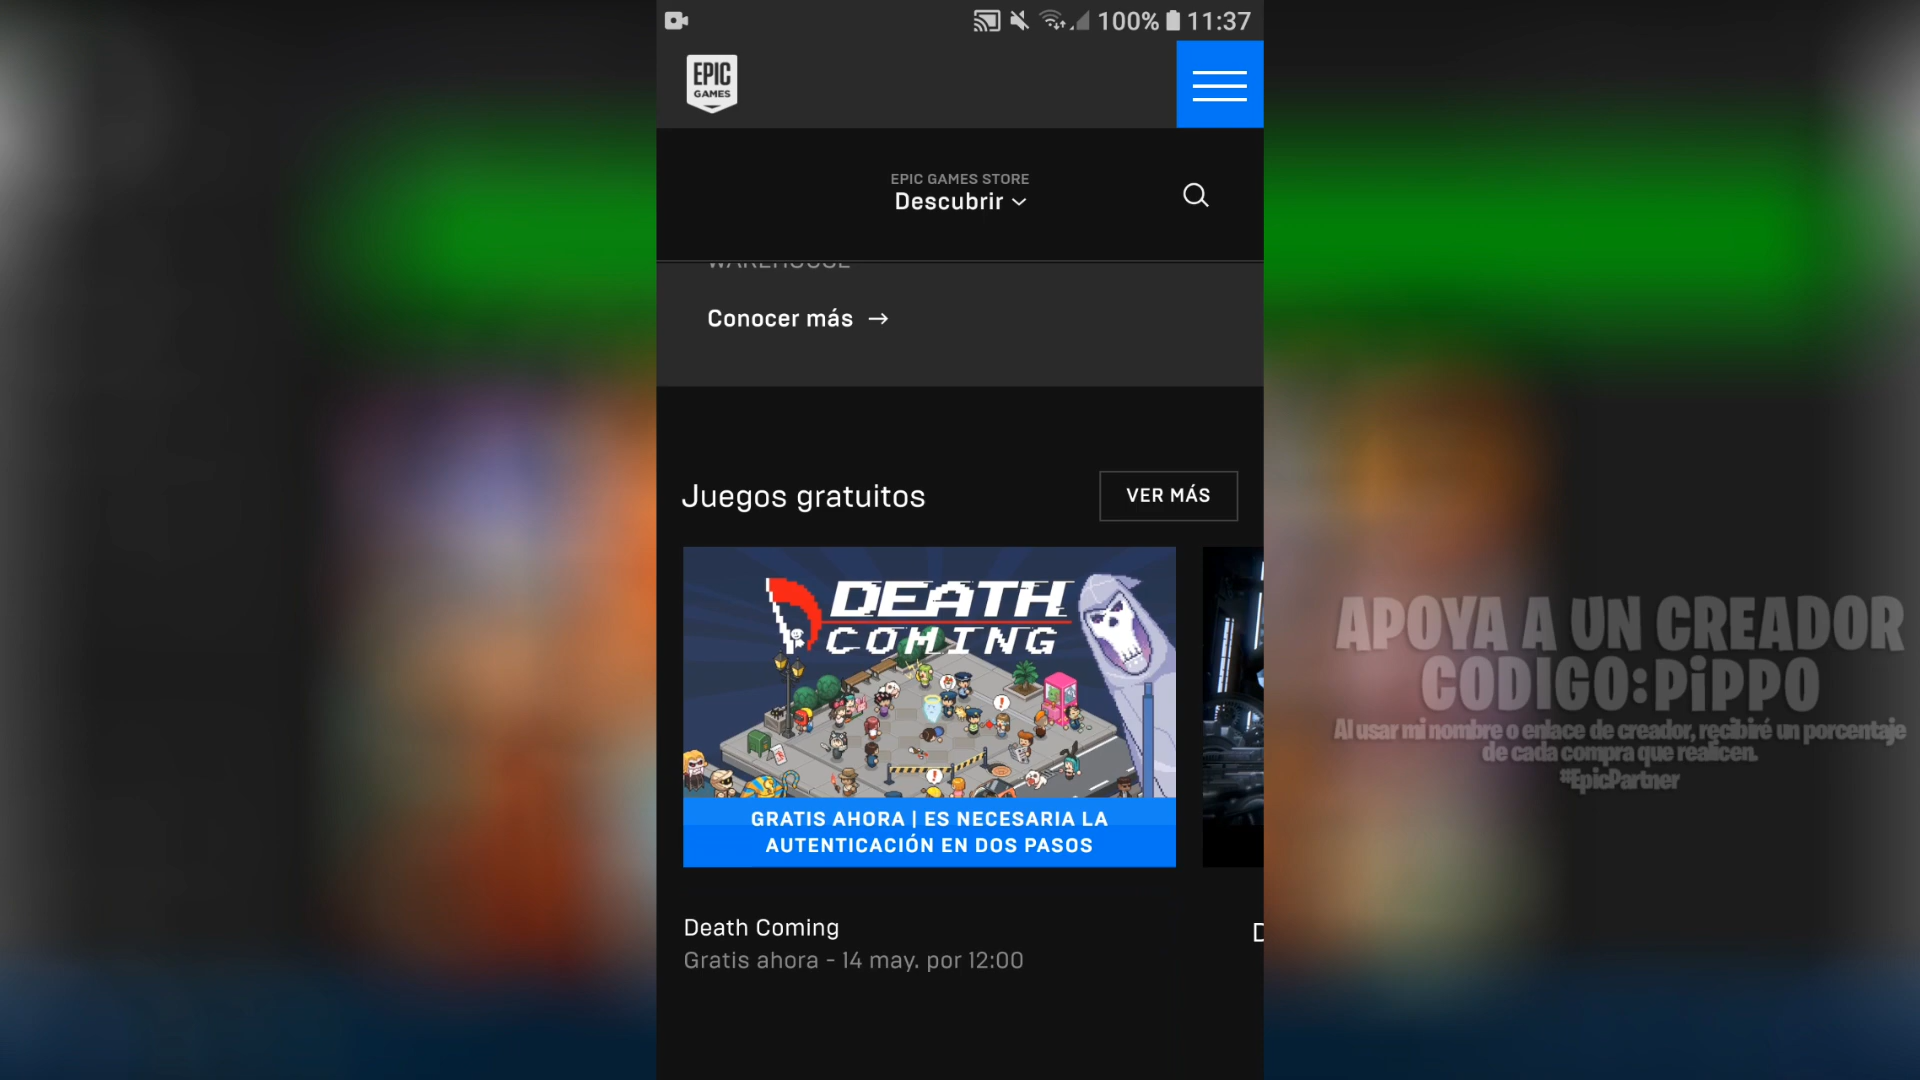 100% 11:37
EPIC
GAMES
EPIC GAMES STORE
Descubrir
WAREHOUSE
Conocer más →
Juegos gratuitos
VER MÁS
DEATH
COMING
GRATIS AHORA | ES NECESARIA LA
AUTENTICACIÓN EN DOS PASOS
Death Coming
Gratis ahora - 14 may. por 12:00
APOYA A UN CREADOR
CODIGO:PiPPO
Al usar mi nombre o enlace de creador, recibiré un porcentaje
de cada compra que realicen.
#EpicPartner